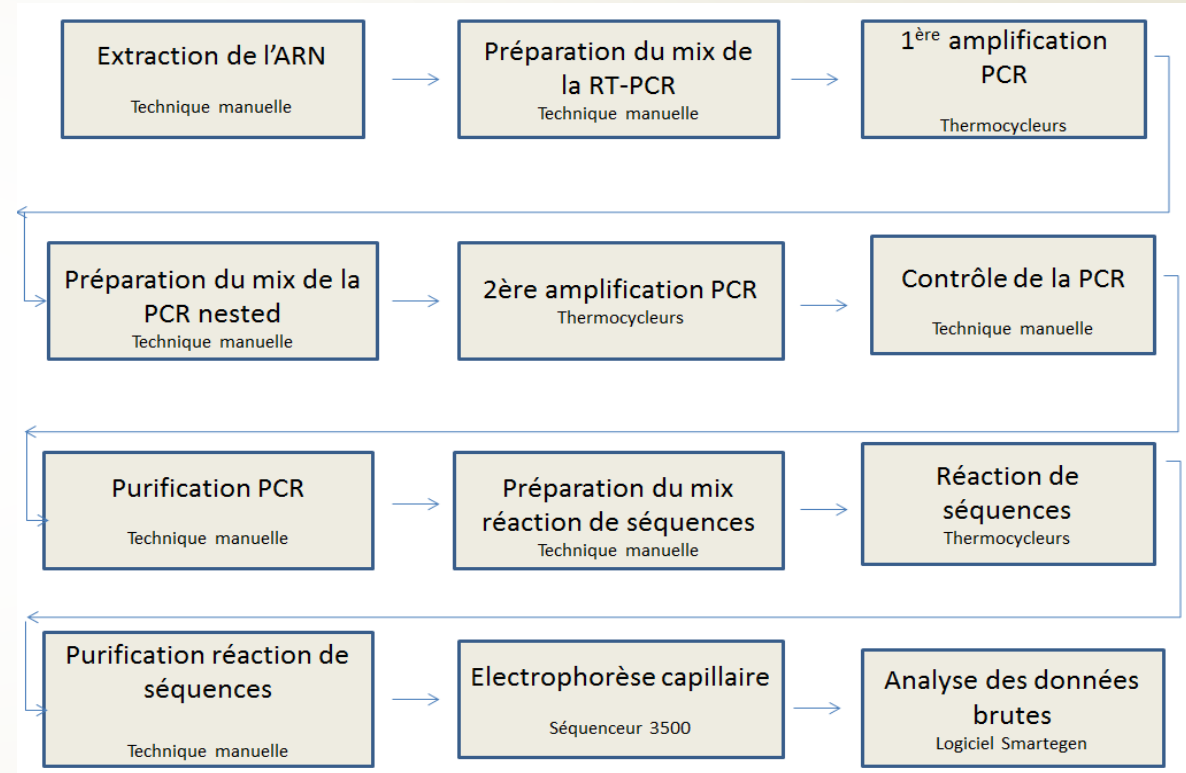 Extraction de l'ARN
Technique manuelle
Préparation du mix de
la RT-PCR
Technique manuelle
1ère amplification
PCR
Thermocycleurs
Préparation du mix de la
PCR nested
Technique manuelle
2ère amplification PCR
Thermocycleurs
Contrôle de la PCR
Technique manuelle
Purification PCR
Technique manuelle
Préparation du mix
réaction de séquences
Technique manuelle
Réaction de
séquences
Thermocycleurs
Purification réaction de
séquences
Technique manuelle
Electrophorèse capillaire
Séquenceur 3500
Analyse des données
brutes
Logiciel Smartegen